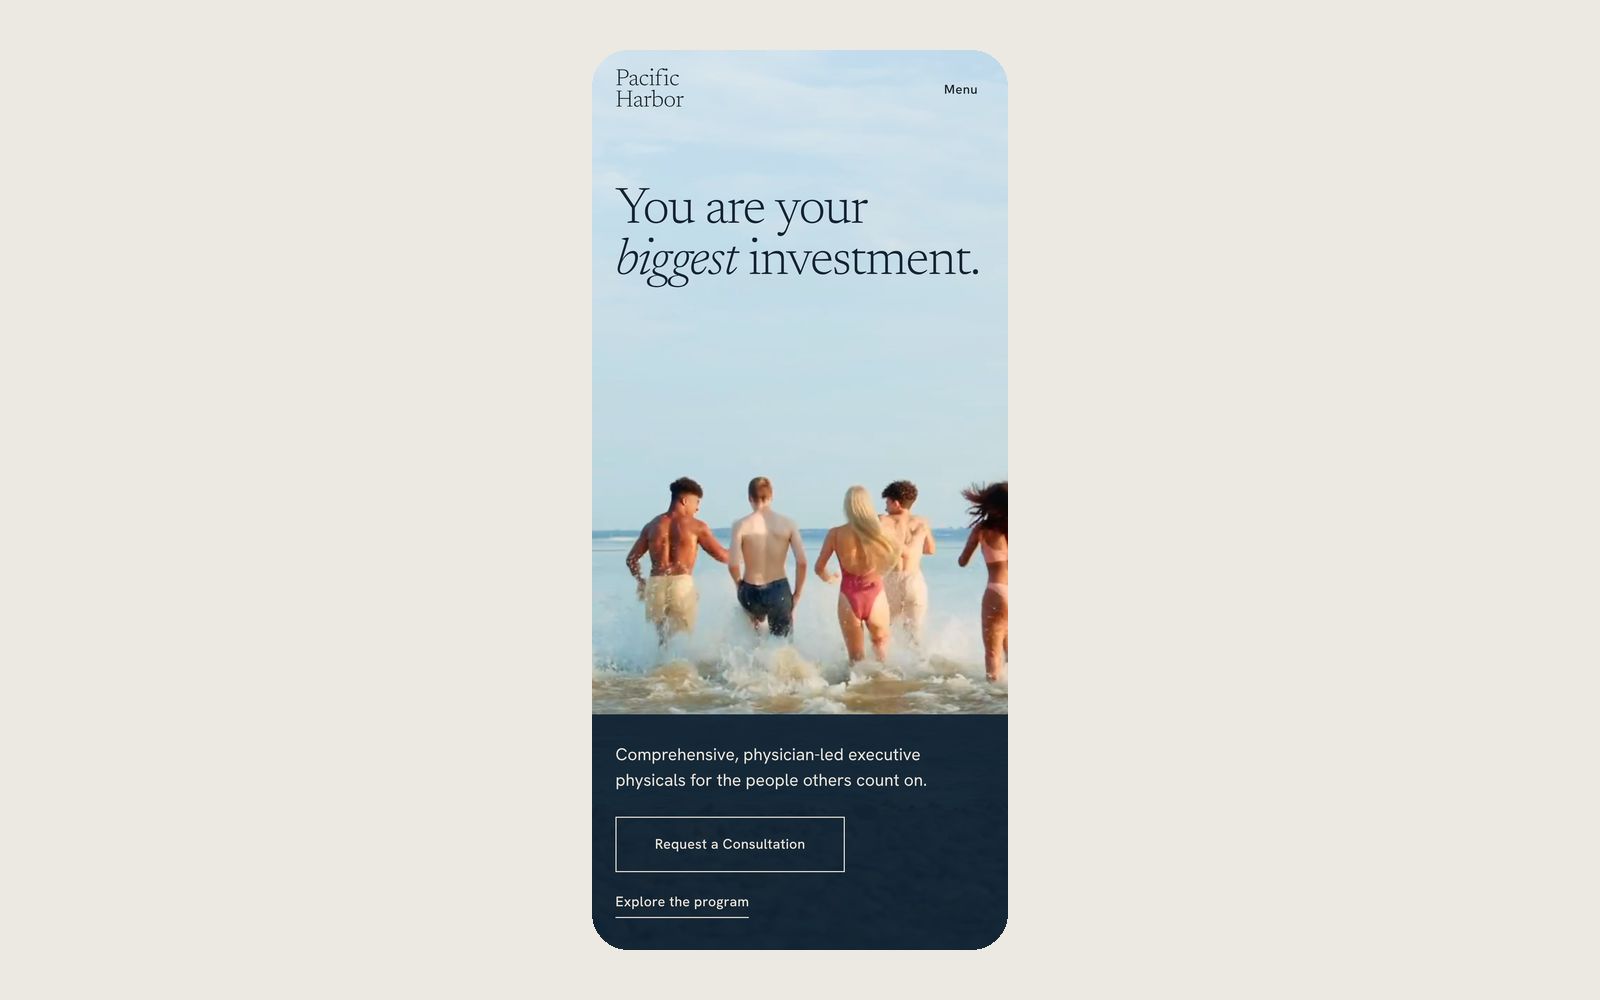 Pacific
Harbor
Menu
You are your
biggest investment.
Comprehensive, physician-led executive
physicals for the people others count on.
Request a Consultation
Explore the program